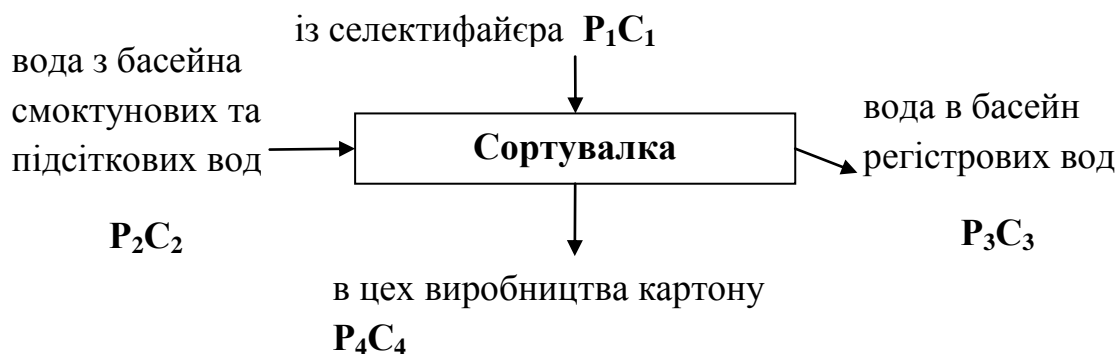 із селектифайєра P₁C₁
вода з басейна
смоктунових та
підсіткових вод
P₂C₂
Сортувалка
вода в басейн
регістрових вод
P₃C₃
в цех виробництва картону
P₄C₄